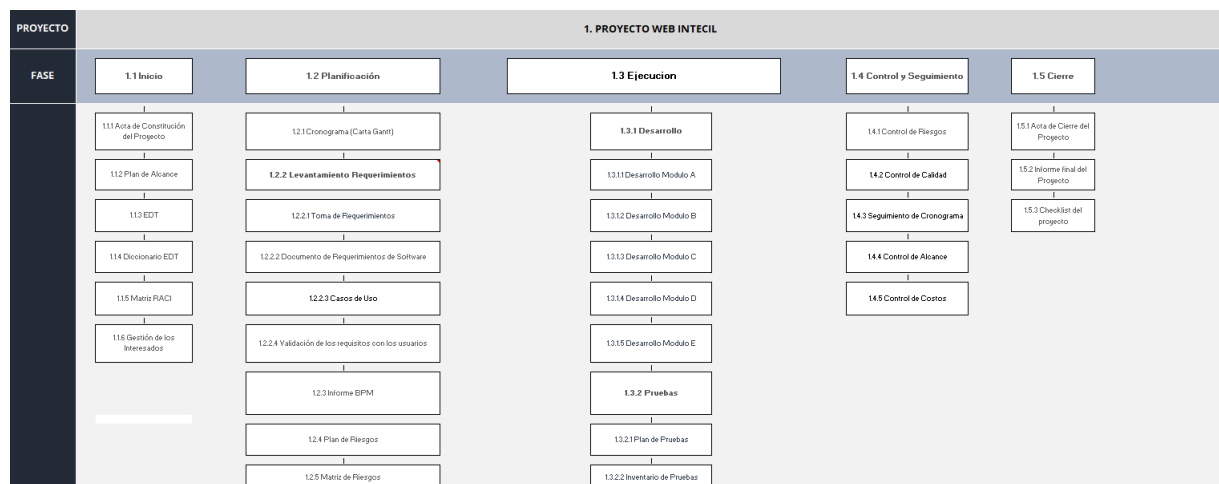 PROYECTO
1. PROYECTO WEB INTECIL
FASE
1.1 Inicio
1.2 Planificación
1.3 Ejecucion
1.4 Control y Seguimiento
1.5 Cierre
1.1.1 Acta de Constitución
del Proyecto
1.1.2 Plan de Alcance
1.1.3 EDT
1.1.4 Diccionario EDT
1.1.5 Matriz RACI
1.1.6 Gestión de los
Interesados
1.2.1 Cronograma (Carta Gantt)
1.2.2 Levantamiento Requerimientos
1.2.2.1 Toma de Requerimientos
1.2.2.2 Documento de Requerimientos de Software
1.2.2.3 Casos de Uso
1.2.2.4 Validación de los requisitos con los usuarios
1.2.3 Informe BPM
1.2.4 Plan de Riesgos
1.2.5 Matriz de Riesgos
1.3.1 Desarrollo
1.3.1.1 Desarrollo Modulo A
1.3.1.2 Desarrollo Modulo B
1.3.1.3 Desarrollo Modulo C
1.3.1.4 Desarrollo Modulo D
1.3.1.5 Desarrollo Modulo E
1.3.2 Pruebas
1.3.2.1 Plan de Pruebas
1.3.2.2 Inventario de Pruebas
1.4.1 Control de Riesgos
1.4.2 Control de Calidad
1.4.3 Seguimiento de Cronograma
1.4.4 Control de Alcance
1.4.5 Control de Costos
1.5.1 Acta de Cierre del
Proyecto
1.5.2 Informe final del
Proyecto
1.5.3 Checklist del
proyecto